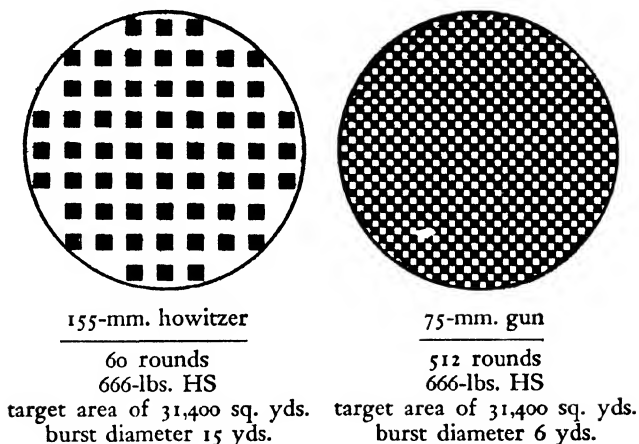 155-mm. howitzer
60 rounds
666-lbs. HS
target area of 31,400 sq. yds.
burst diameter 15 yds.
75-mm. gun
512 rounds
666-lbs. HS
target area of 31,400 sq. yds.
burst diameter 6 yds.